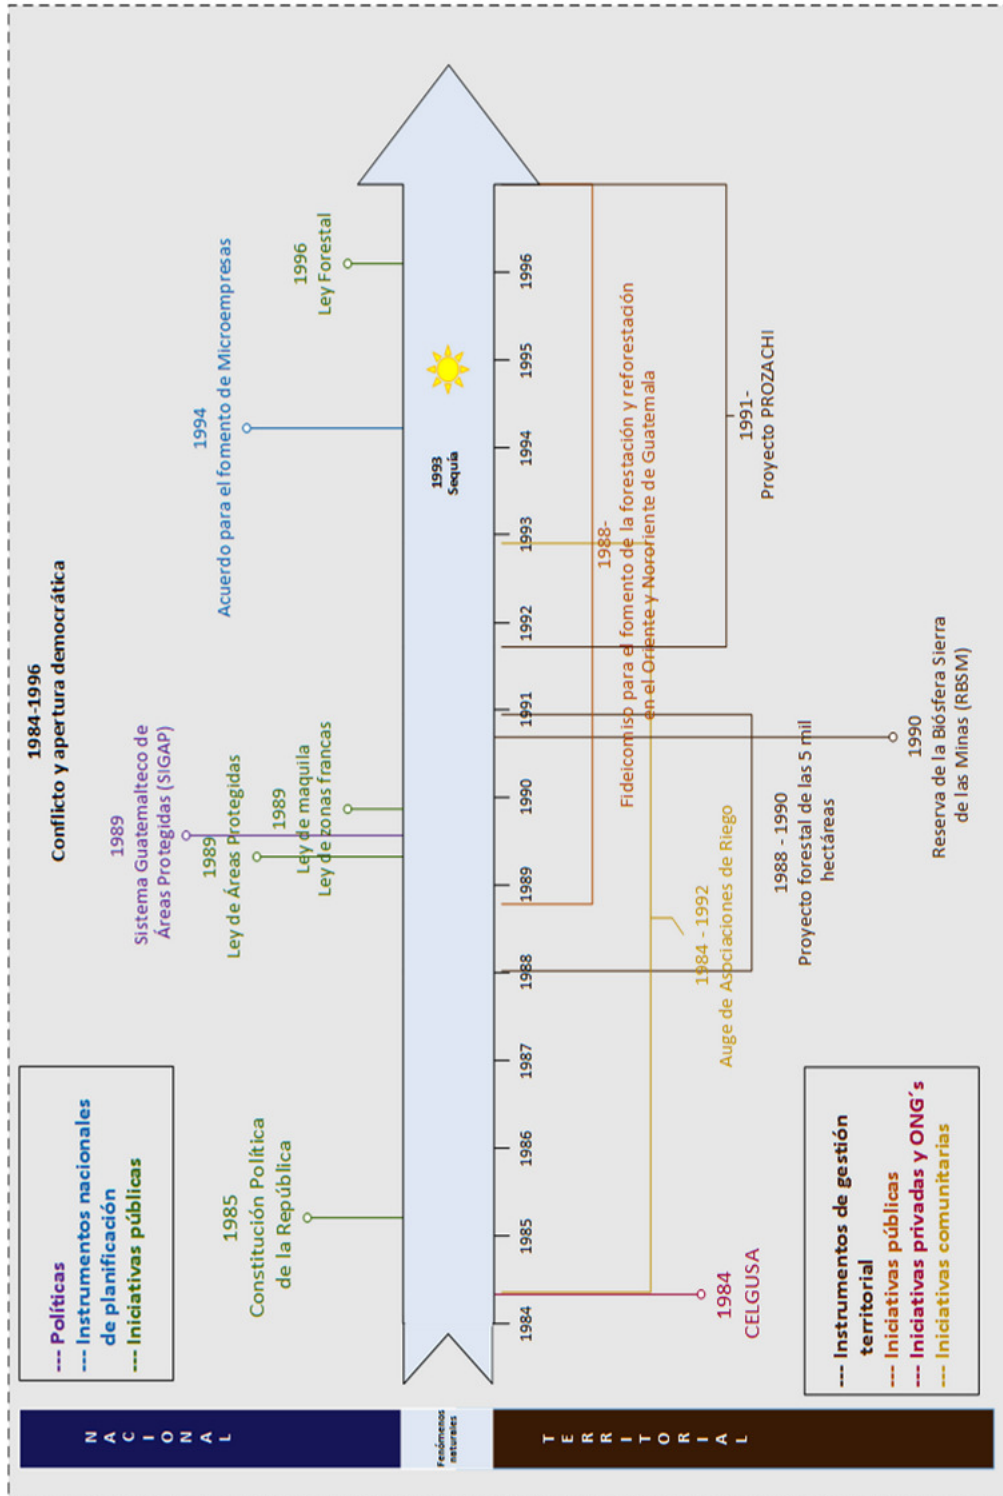 1984-1996
Conflicto y apertura democrática
NACIONAL
--- Políticas
--- Instrumentos nacionales
de planificación
--- Iniciativas públicas
1985
Constitución Política
de la República
1989
Sistema Guatemalteco de
Áreas Protegidas (SIGAP)
1989
Ley de Áreas Protegidas
1989
Ley de maquila
Ley de zonas francas
1994
Acuerdo para el fomento de Microempresas
1996
Ley Forestal
Fenómenos
naturales
1993
Sequía
1984
1985
1986
1987
1988
1989
1990
1991
1992
1993
1994
1995
1996
TERRITORIAL
1984
CELGUSA
1984 - 1992
Auge de Asociaciones de Riego
1988 - 1990
Proyecto forestal de las 5 mil
hectáreas
1990
Reserva de la Biósfera Sierra
de las Minas (RBSM)
1988-
Fideicomiso para el fomento de la forestación y reforestación
en el Oriente y Nororiente de Guatemala
1991-
Proyecto PROZACHI
--- Instrumentos de gestión
territorial
--- Iniciativas públicas
--- Iniciativas privadas y ONG´s
--- Iniciativas comunitarias